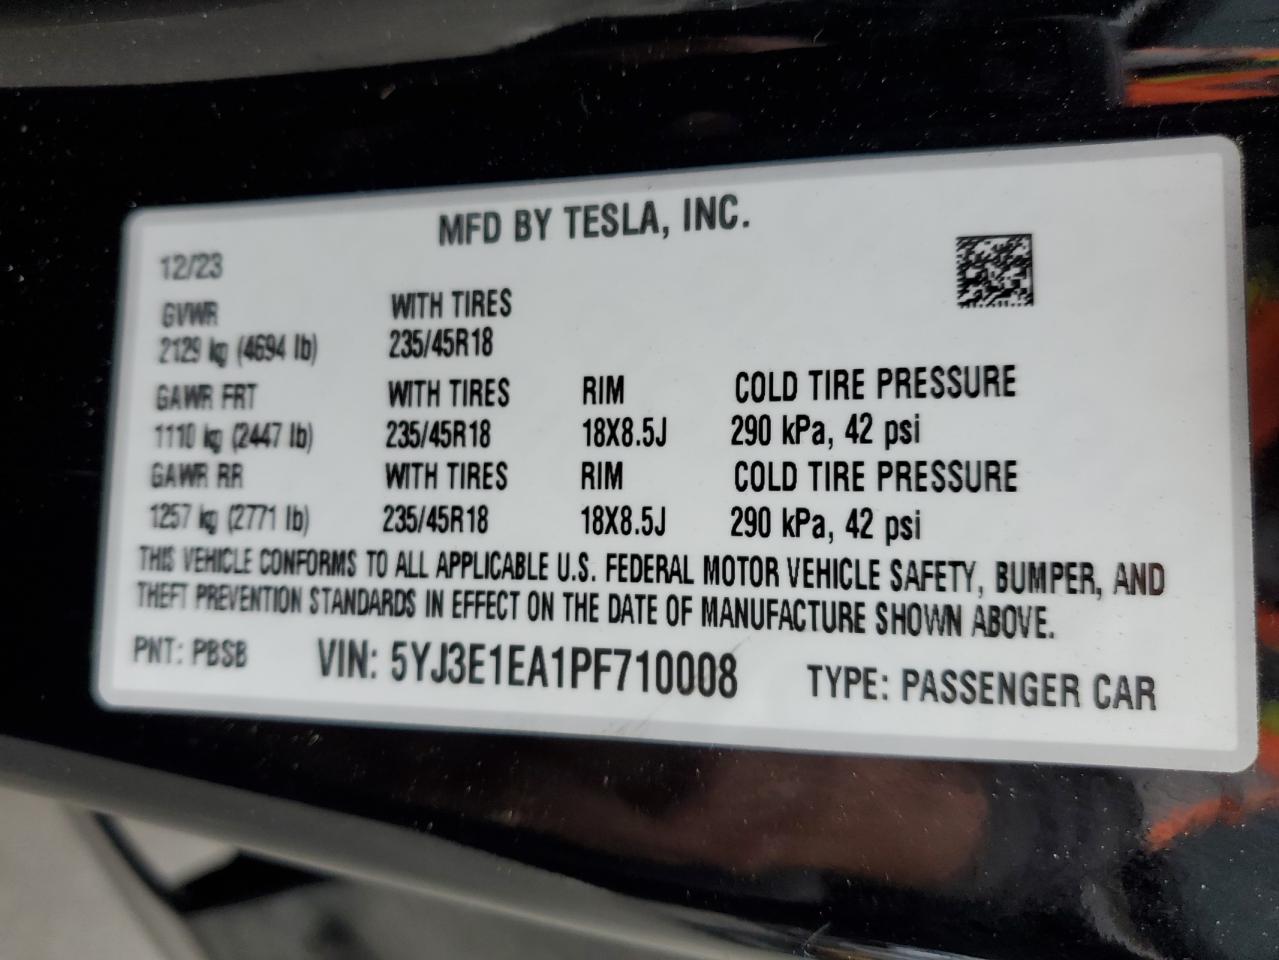 MFD BY TESLA, INC.
12/23
GVWR WITH TIRES
2129 kg (4694 lb) 235/45R18
GAWR FRT WITH TIRES RIM COLD TIRE PRESSURE
1110 kg (2447 lb) 235/45R18 18X8.5J 290 kPa, 42 psi
GAWR RR WITH TIRES RIM COLD TIRE PRESSURE
1257 kg (2771 lb) 235/45R18 18X8.5J 290 kPa, 42 psi
THIS VEHICLE CONFORMS TO ALL APPLICABLE U.S. FEDERAL MOTOR VEHICLE SAFETY, BUMPER, AND
THEFT PREVENTION STANDARDS IN EFFECT ON THE DATE OF MANUFACTURE SHOWN ABOVE.
PNT: PBSB VIN: 5YJ3E1EA1PF710008 TYPE: PASSENGER CAR